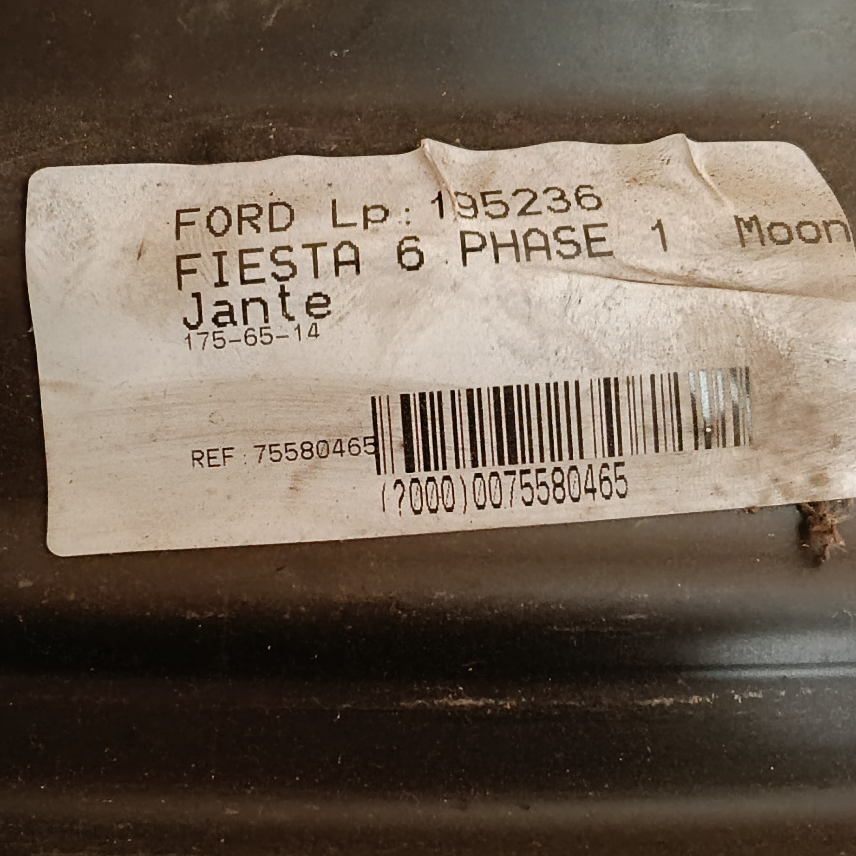 FORD Lp: 195236
FIESTA 6 PHASE 1 Moon
Jante
175-65-14
REF : 75580465
(?000)0075580465